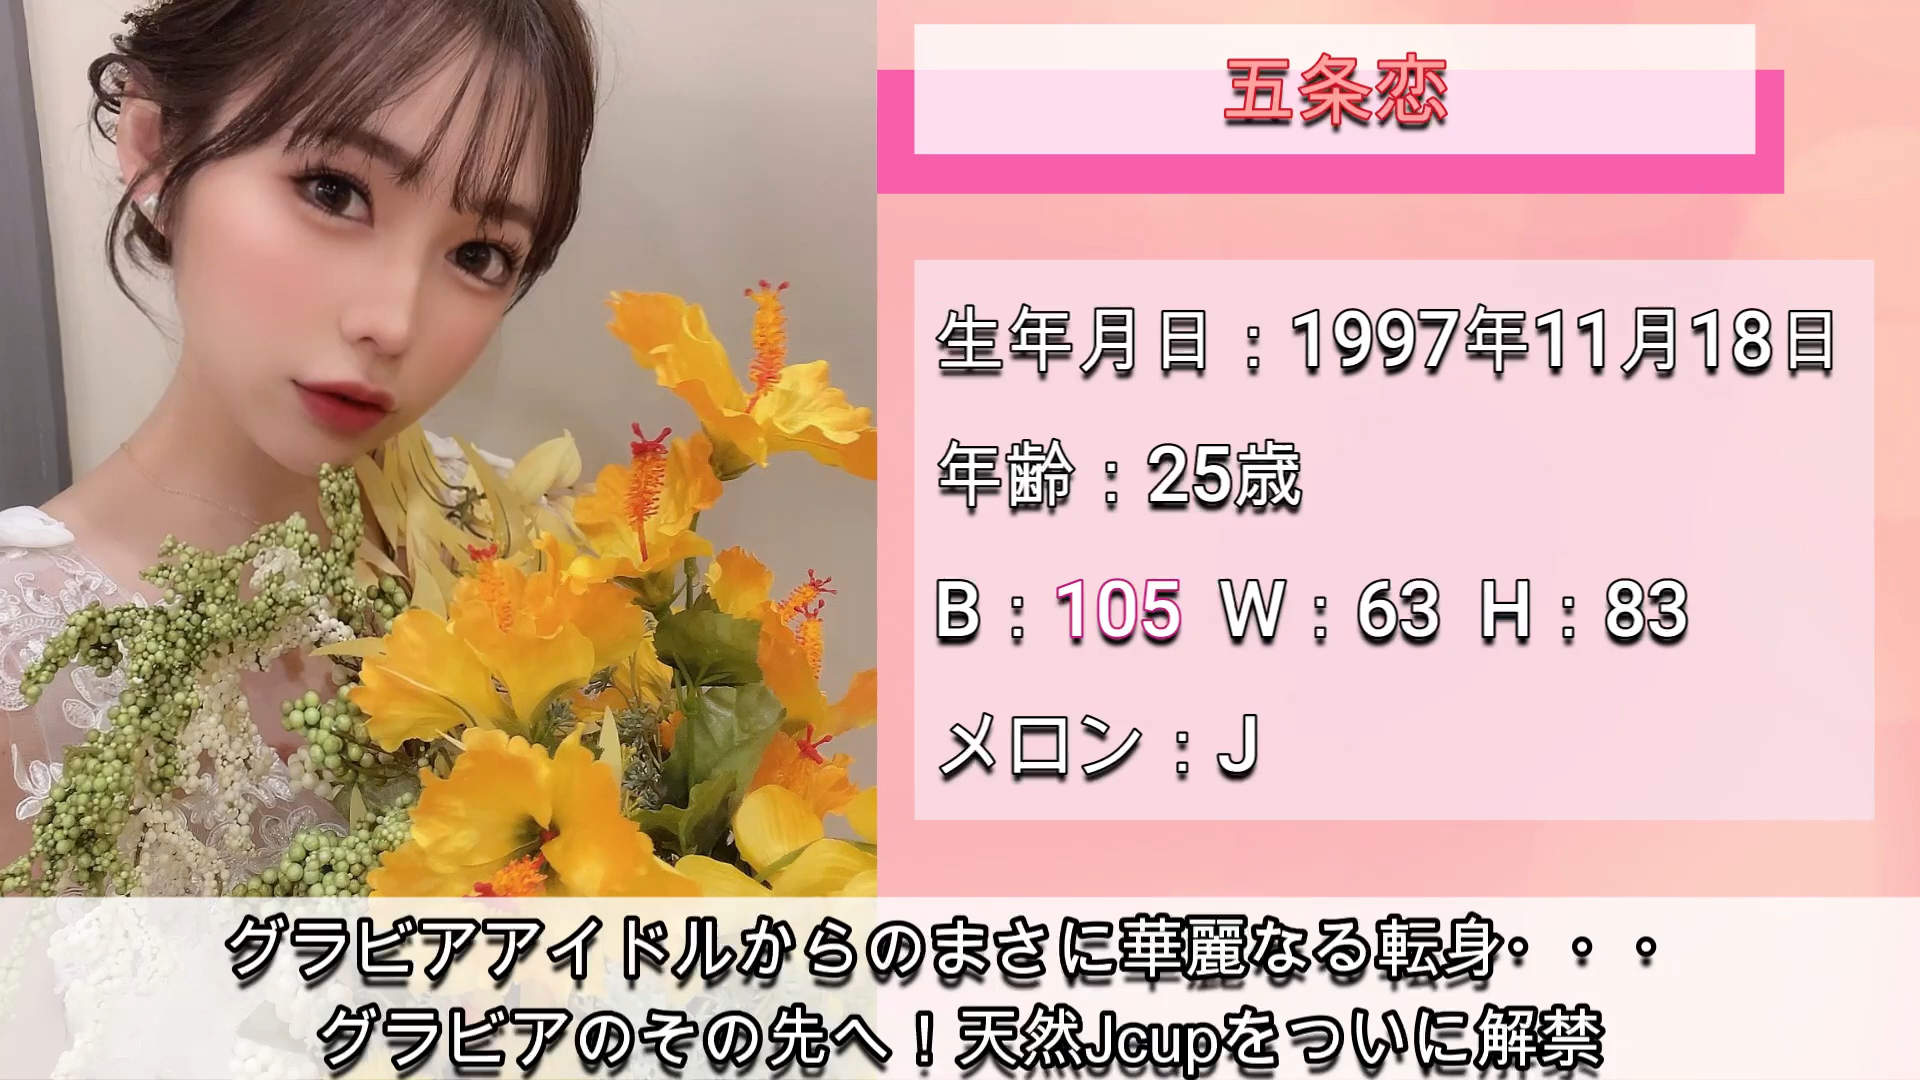 五条恋
生年月日：1997年11月18日
年齢：25歳
B：105 W：63 H：83
メロン：J
グラビアアイドルからのまさに華麗なる転身・・・
グラビアのその先へ！天然Jcupをついに解禁